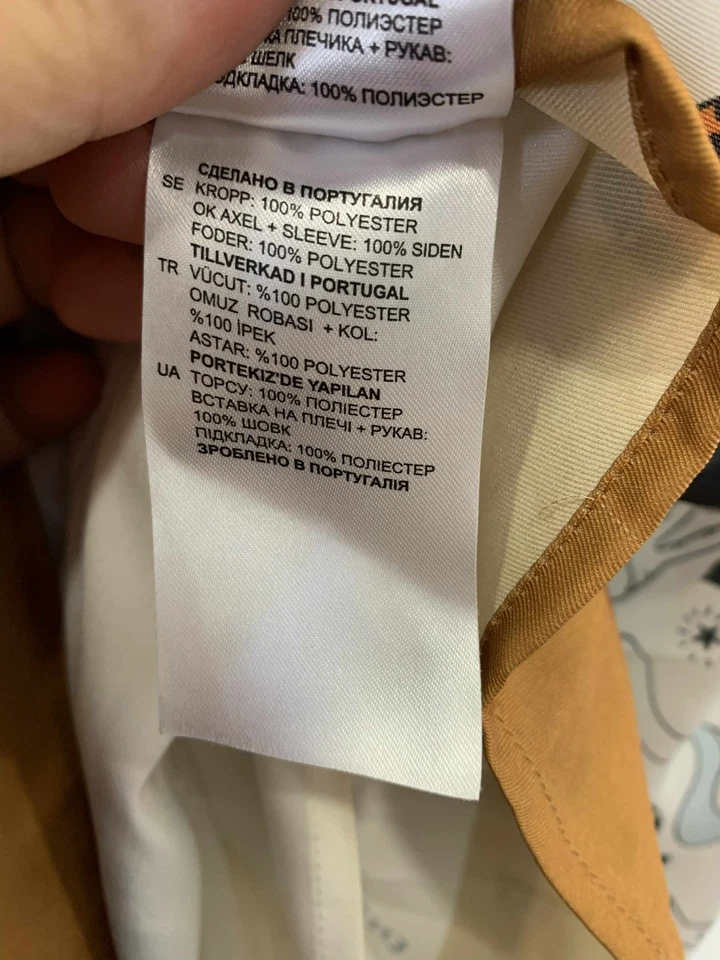 PORTUGAL
100% ПОЛИЭСТЕР
ПЛЕЧИКА + РУКАВ:
ШЕЛК
ПОДКЛАДКА: 100% ПОЛИЭСТЕР
СДЕЛАНО В ПОРТУГАЛИЯ
SE KROPP: 100% POLYESTER
OK AXEL + SLEEVE: 100% SIDEN
FODER: 100% POLYESTER
TILLVERKAD I PORTUGAL
TR VÜCUT: %100 POLYESTER
OMUZ ROBASI + KOL:
%100 İPEK
ASTAR: %100 POLYESTER
PORTEKIZ'DE YAPILAN
UA ТОРСУ: 100% ПОЛІЕСТЕР
ВСТАВКА НА ПЛЕЧІ + РУКАВ:
100% ШОВК
ПІДКЛАДКА: 100% ПОЛІЕСТЕР
ЗРОБЛЕНО В ПОРТУГАЛІЯ